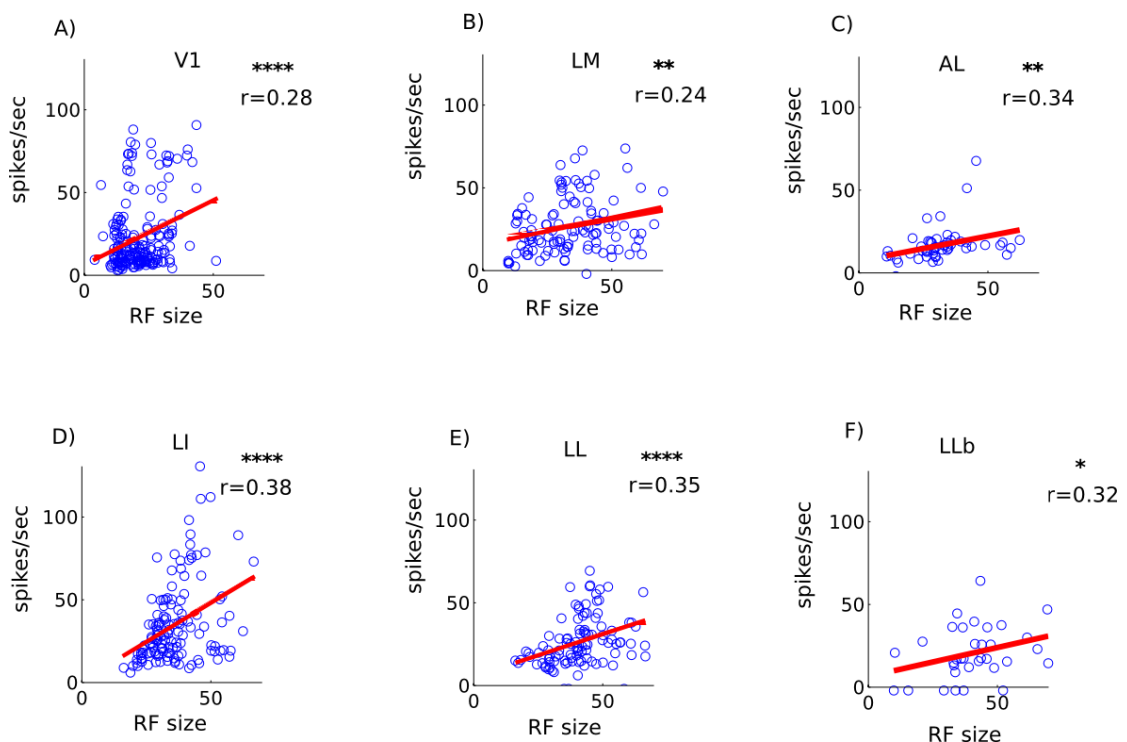 A)
V1
****
r=0.28
spikes/sec
100
50
0
0
50
RF size
B)
LM
**
r=0.24
spikes/sec
100
50
0
0
50
RF size
C)
AL
**
r=0.34
spikes/sec
100
50
0
0
50
RF size
D)
LI
****
r=0.38
spikes/sec
100
50
0
0
50
RF size
E)
LL
****
r=0.35
spikes/sec
100
50
0
0
50
RF size
F)
LLb
*
r=0.32
spikes/sec
100
50
0
0
50
RF size